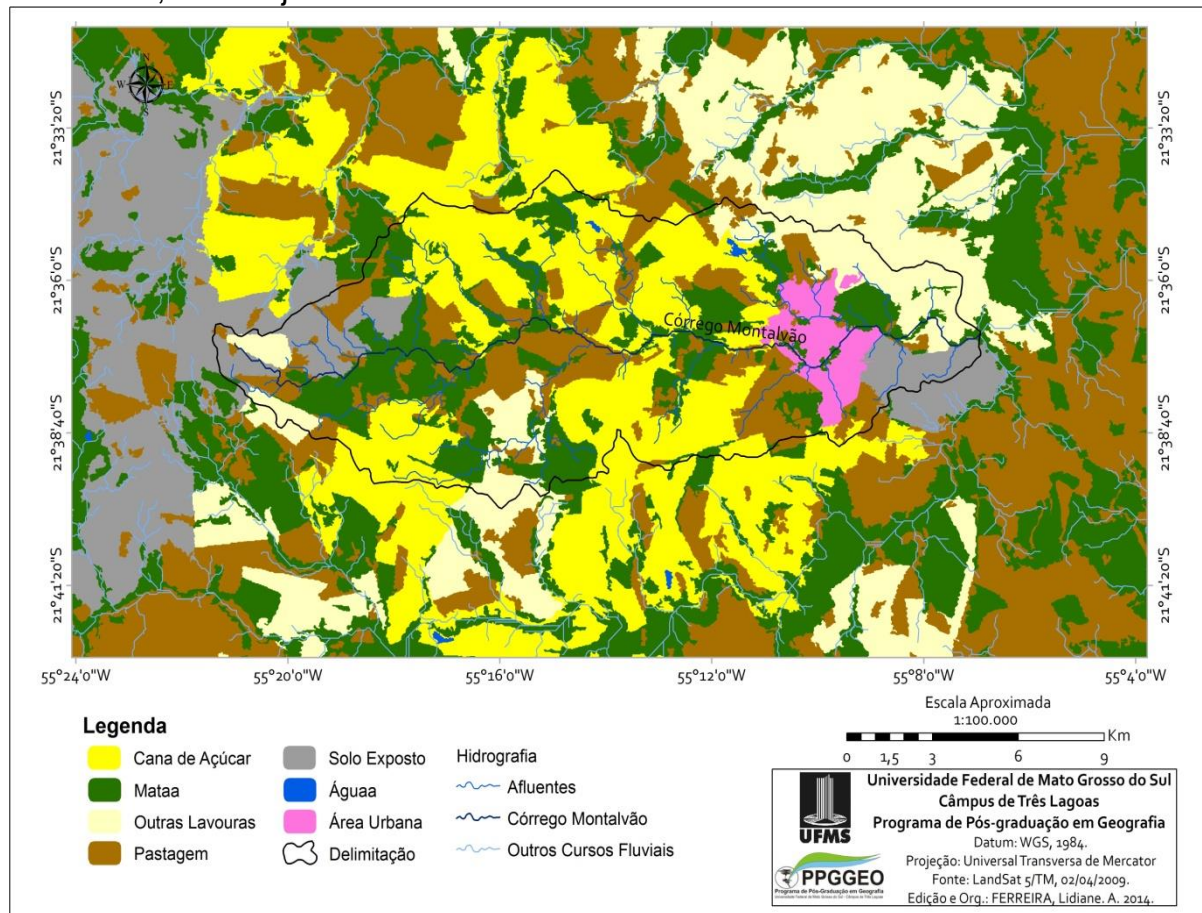 W
N
E
S
21°33'20"S
21°36'0"S
21°38'40"S
21°41'20"S
21°33'20"S
21°36'0"S
21°38'40"S
21°41'20"S
Córrego Montalvão
55°24'0"W
55°20'0"W
55°16'0"W
55°12'0"W
55°8'0"W
55°4'0"W
Legenda
Cana de Açúcar
Mataa
Outras Lavouras
Pastagem
Solo Exposto
Águaa
Área Urbana
Delimitação
Hidrografia
Afluentes
Córrego Montalvão
Outros Cursos Fluviais
Escala Aproximada
1:100.000
Km
0 1,5 3 6 9
UFMS
PPGGEO
Programa de Pós-Graduação em Geografia
Universidade Federal de Mato Grosso do Sul
Câmpus de Três Lagoas
Programa de Pós-graduação em Geografia
Datum: WGS, 1984.
Projeção: Universal Transversa de Mercator
Fonte: LandSat 5/TM, 02/04/2009.
Edição e Org.: FERREIRA, Lidiane. A. 2014.